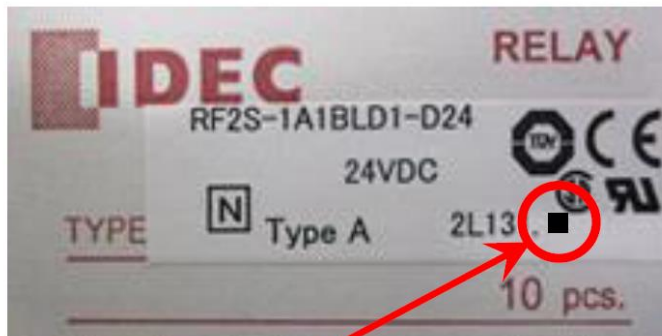 IDEC
RELAY
RF2S-1A1BLD1-D24
24VDC
N
TYPE Type A 2L13 . ■
10 pcs.